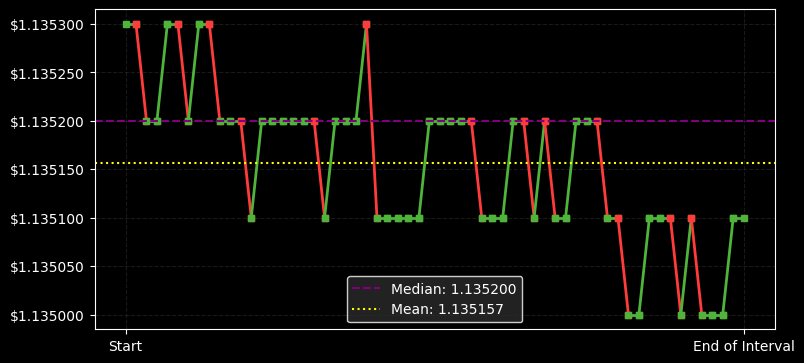 $1.135300
$1.135250
$1.135200
$1.135150
$1.135100
$1.135050
$1.135000
Median: 1.135200
Mean: 1.135157
Start
End of Interval